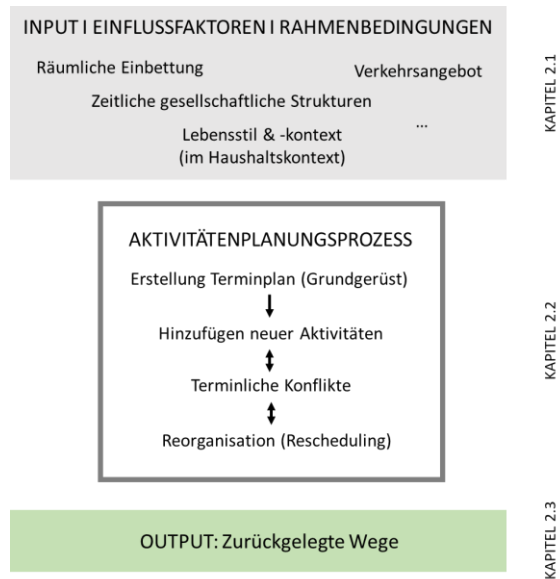 INPUT I EINFLUSSFAKTOREN I RAHMENBEDINGUNGEN
Räumliche Einbettung
Verkehrsangebot
Zeitliche gesellschaftliche Strukturen
...
Lebensstil & -kontext
(im Haushaltskontext)
KAPITEL 2.1
AKTIVITÄTENPLANUNGSPROZESS
Erstellung Terminplan (Grundgerüst)
Hinzufügen neuer Aktivitäten
Terminliche Konflikte
Reorganisation (Rescheduling)
KAPITEL 2.2
OUTPUT: Zurückgelegte Wege
KAPITEL 2.3